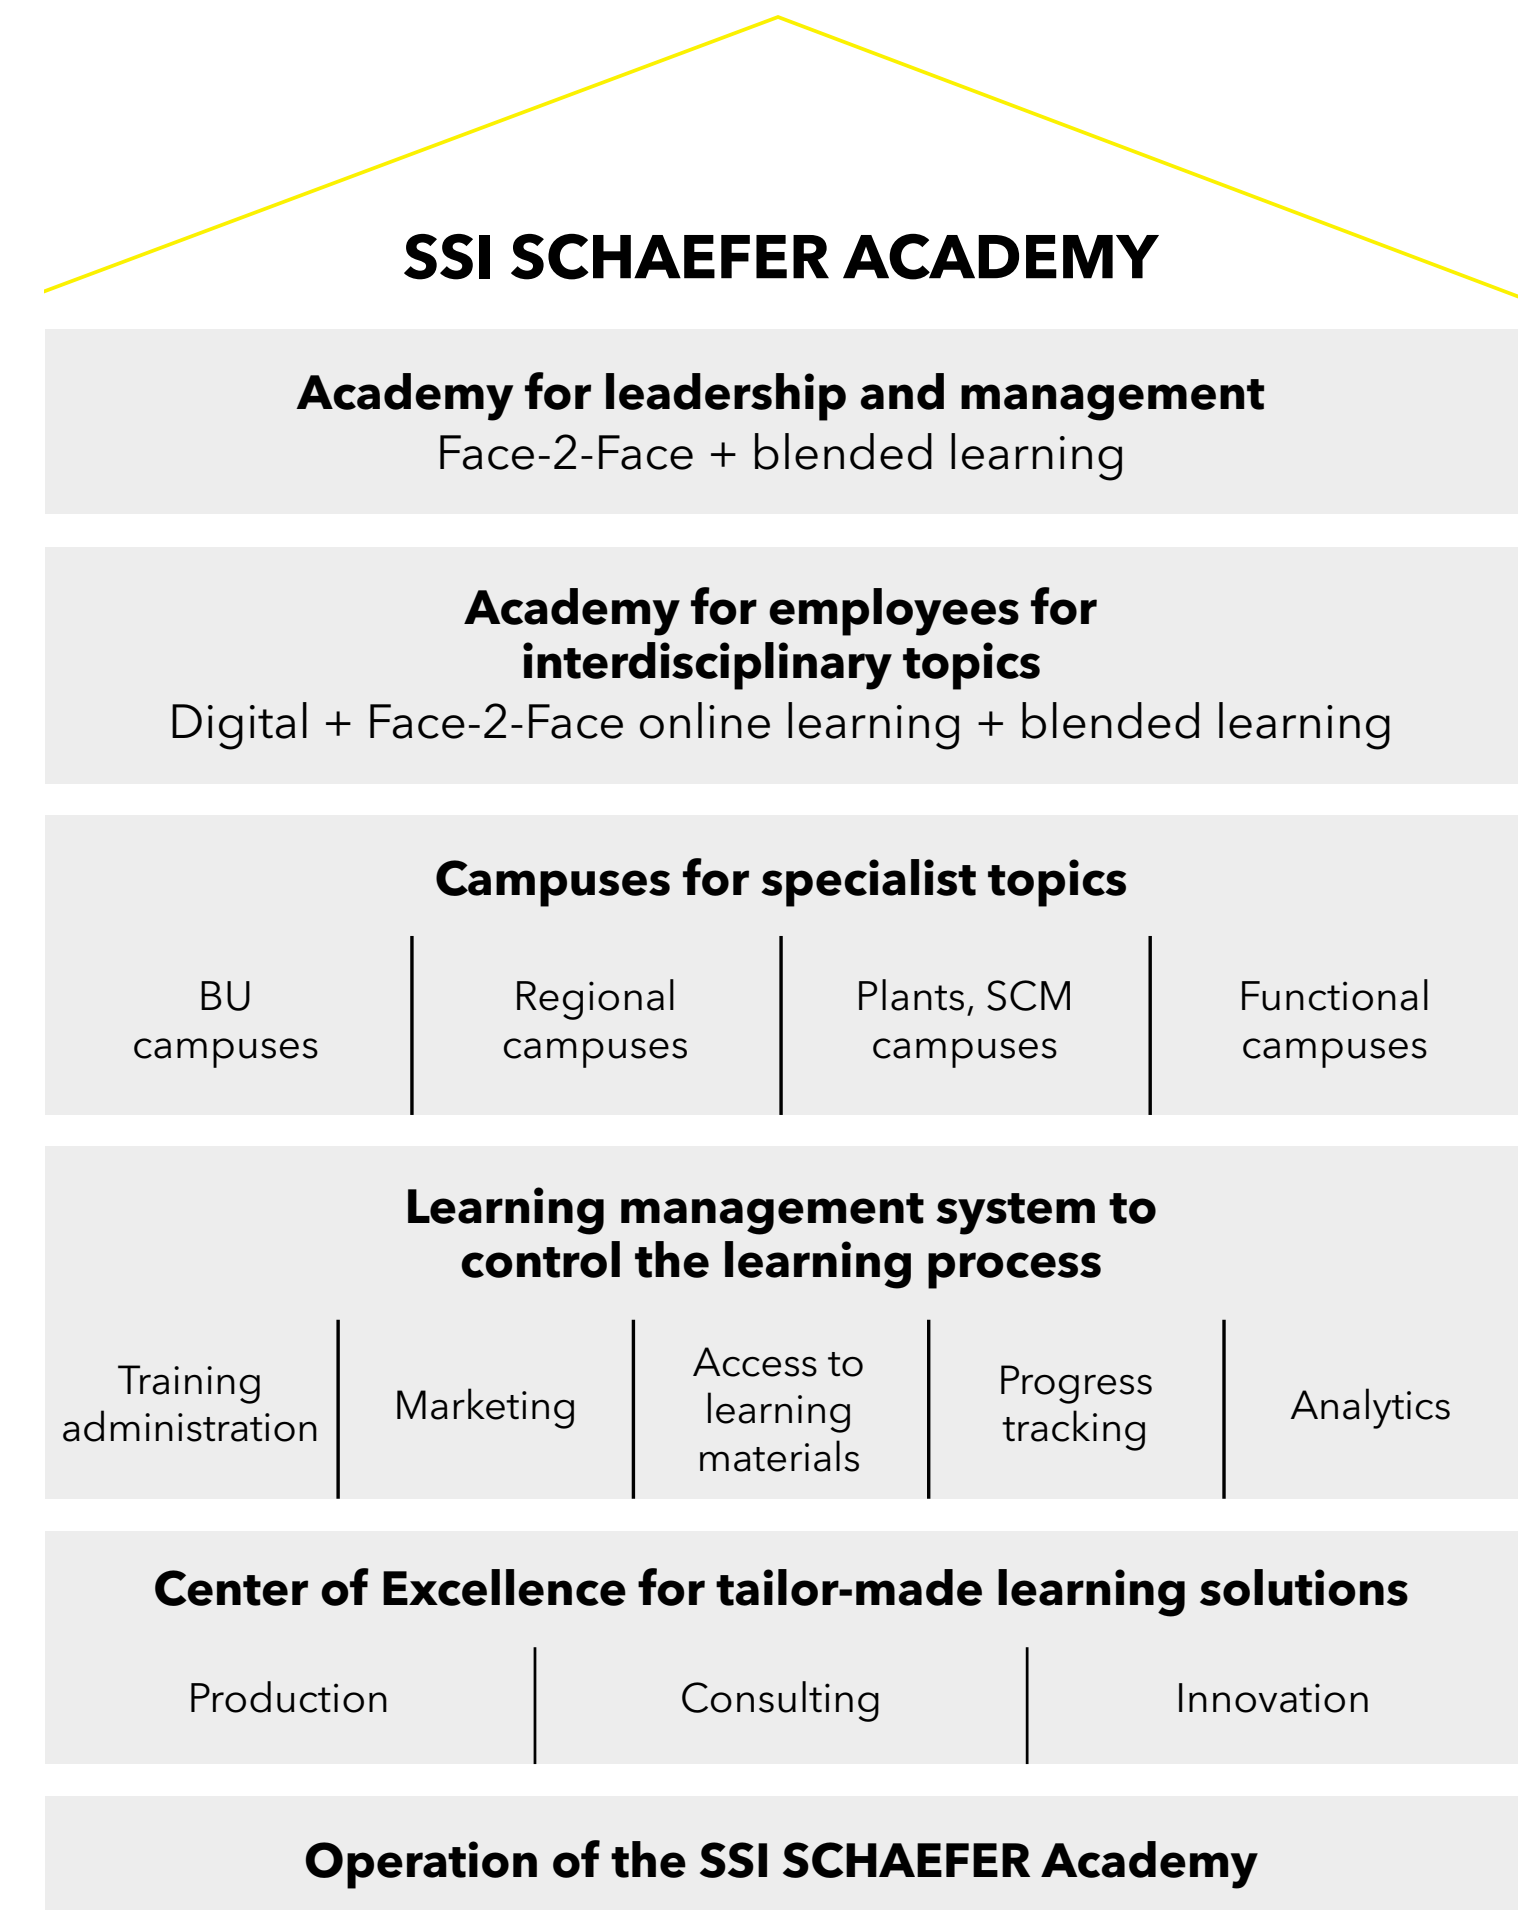 SSI SCHAEFER ACADEMY
Academy for leadership and management
Face-2-Face + blended learning
Academy for employees for
interdisciplinary topics
Digital + Face-2-Face online learning + blended learning
Campuses for specialist topics
BU
campuses
Regional
campuses
Plants, SCM
campuses
Functional
campuses
Learning management system to
control the learning process
Training
administration
Marketing
Access to
learning
materials
Progress
tracking
Analytics
Center of Excellence for tailor-made learning solutions
Production
Consulting
Innovation
Operation of the SSI SCHAEFER Academy